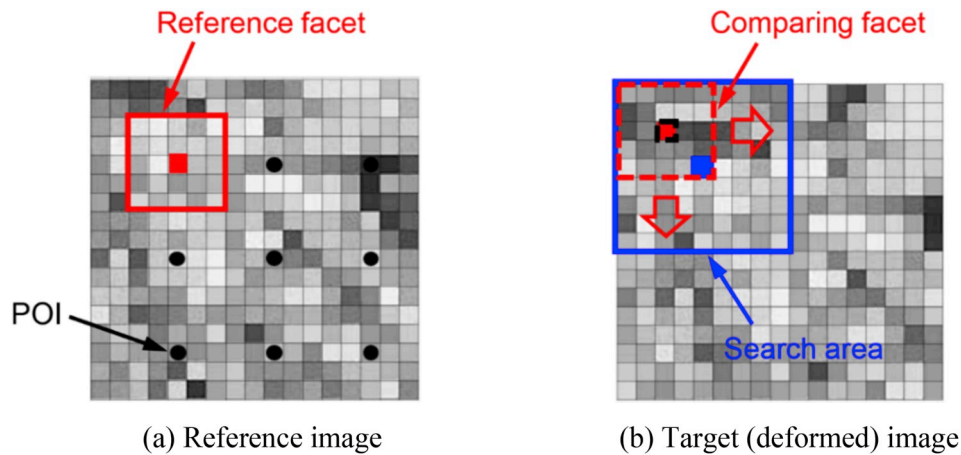 Reference facet
Comparing facet
POI
Search area
(a) Reference image
(b) Target (deformed) image